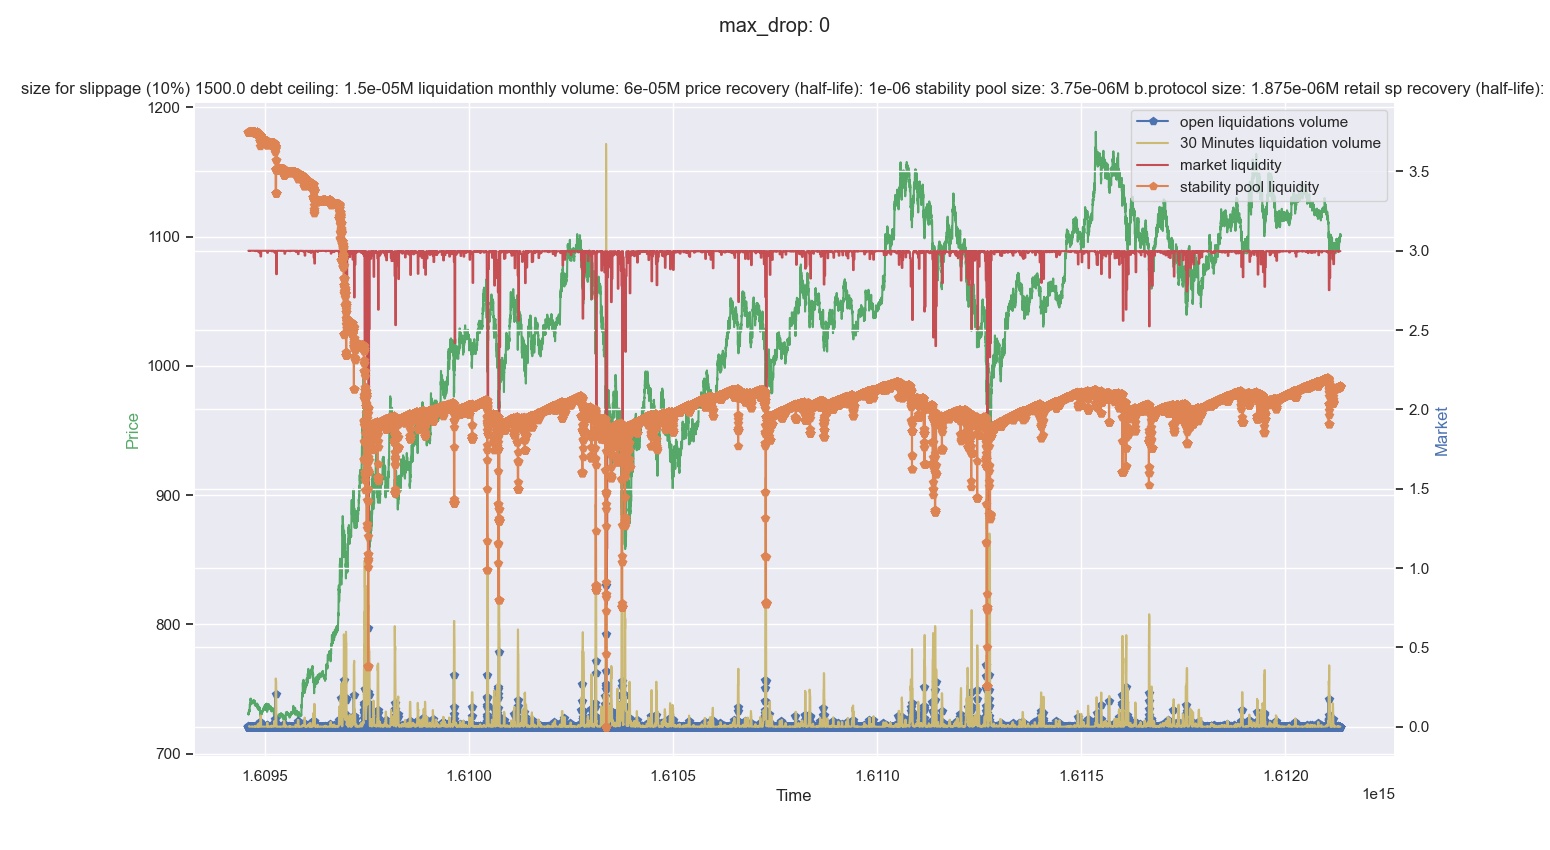 max_drop: 0
size for slippage (10%) 1500.0 debt ceiling: 1.5e-05M liquidation monthly volume: 6e-05M price recovery (half-life): 1e-06 stability pool size: 3.75e-06M b.protocol size: 1.875e-06M retail sp recovery (half-life):
open liquidations volume
30 Minutes liquidation volume
market liquidity
stability pool liquidity
1200
1100
1000
900
800
700
Price
3.5
3.0
2.5
2.0
1.5
1.0
0.5
0.0
Market
1.6095
1.6100
1.6105
1.6110
1.6115
1.6120
Time
1e15